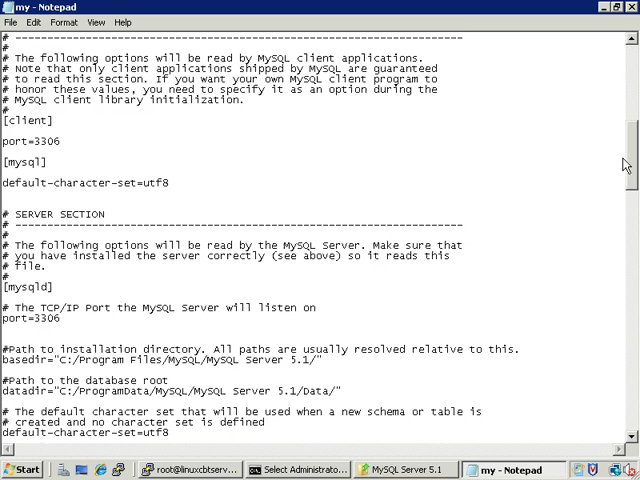 my - Notepad
File Edit Format View Help
# ----------------------------------------------------------------------
#
# The following options will be read by MySQL client applications.
# Note that only client applications shipped by MySQL are guaranteed
# to read this section. If you want your own MySQL client program to
# honor these values, you need to specify it as an option during the
# MySQL client library initialization.
#
[client]
port=3306
[mysql]
default-character-set=utf8
# SERVER SECTION
# ----------------------------------------------------------------------
#
# The following options will be read by the MySQL Server. Make sure that
# you have installed the server correctly (see above) so it reads this
# file.
#
[mysqld]
# The TCP/IP Port the MySQL Server will listen on
port=3306
#Path to installation directory. All paths are usually resolved relative to this.
basedir="C:/Program Files/MySQL/MySQL Server 5.1/"
#Path to the database root
datadir="C:/ProgramData/MySQL/MySQL Server 5.1/Data/"
# The default character set that will be used when a new schema or table is
# created and no character set is defined
default-character-set=utf8
Start
root@linuxcbtserv...
Select Administrato...
MySQL Server 5.1
my - Notepad